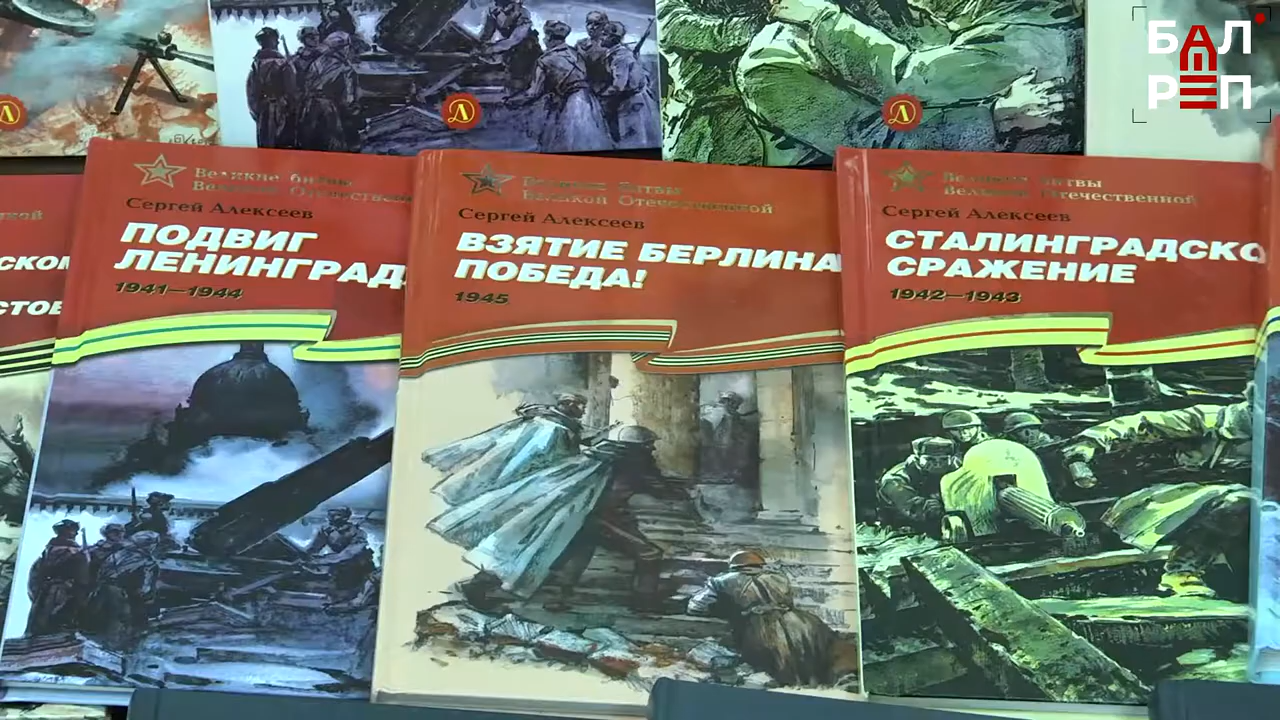 БАЛ
РЕП
Великие битвы
Великой Отечественной
Сергей Алексеев
ПОДВИГ
ЛЕНИНГРАД
1941–1944
Великие битвы
Великой Отечественной
Сергей Алексеев
ВЗЯТИЕ БЕРЛИНА
ПОБЕДА!
1945
Великие битвы
Великой Отечественной
Сергей Алексеев
СТАЛИНГРАДСКО
СРАЖЕНИЕ
1942–1943